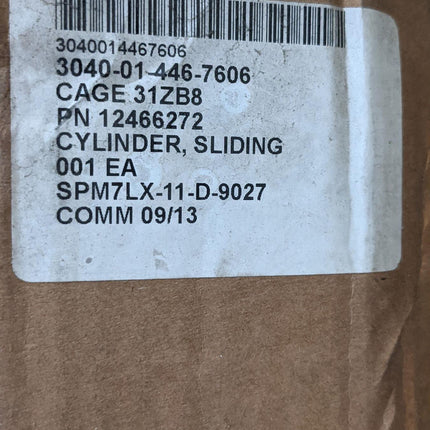 3040014467606
3040-01-446-7606
CAGE 31ZB8
PN 12466272
CYLINDER, SLIDING
001 EA
SPM7LX-11-D-9027
COMM 09/13